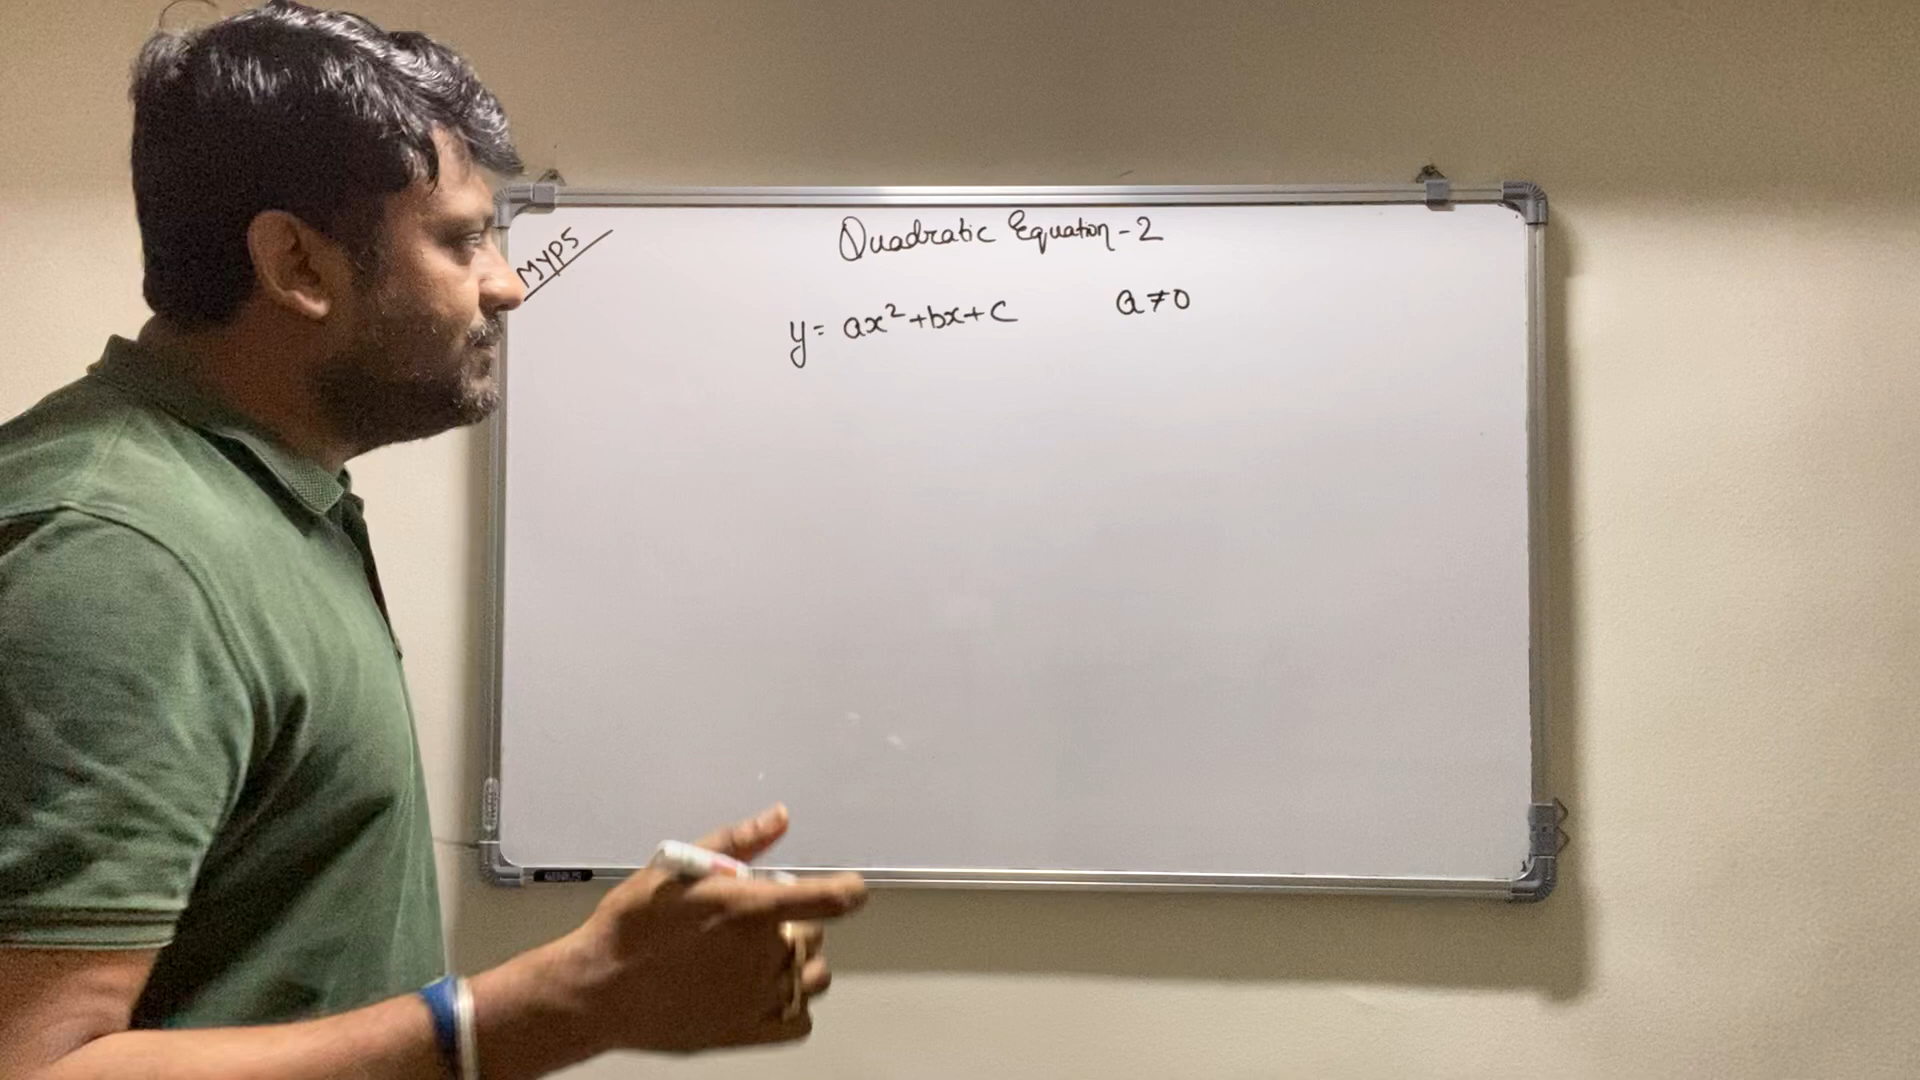 Quadratic Equation - 2
MYP5
y = ax² + bx + c a ≠ 0